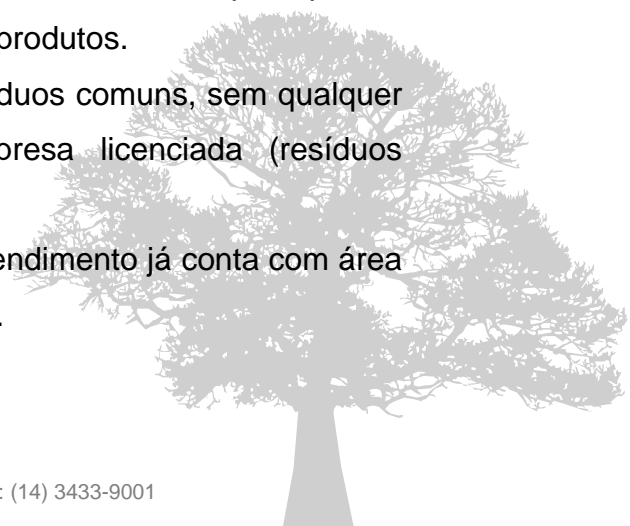 produtos.
duos comuns, sem qualquer
presa licenciada (resíduos
endimento já conta com área
.
: (14) 3433-9001